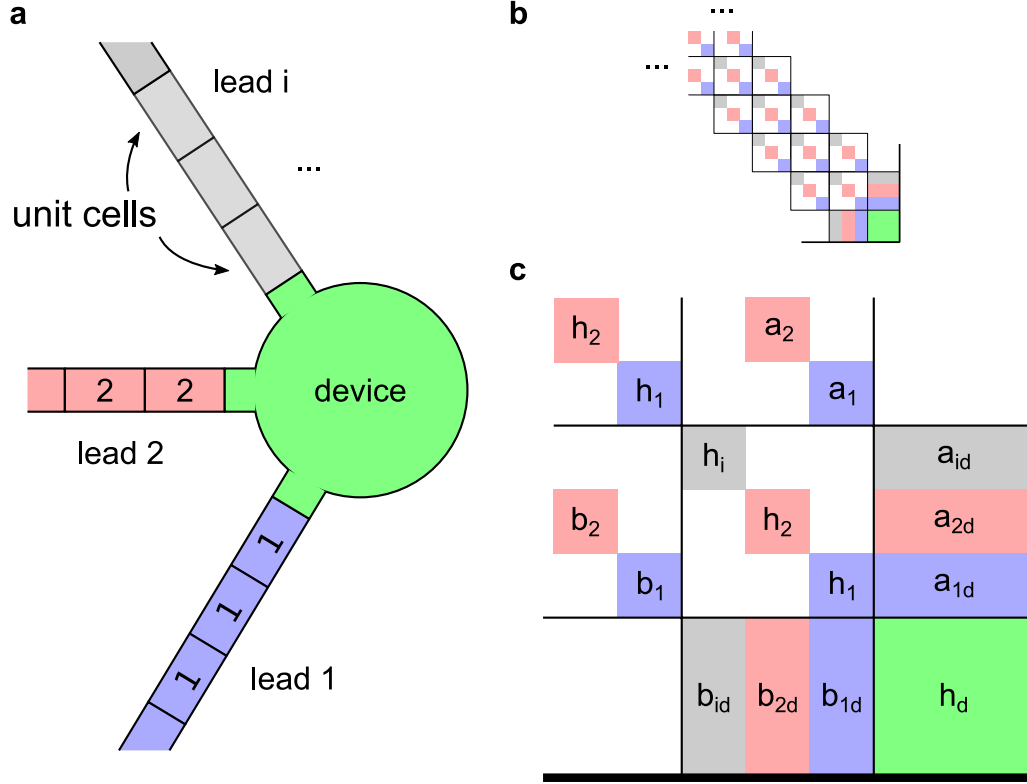 a
lead i
...
unit cells
device
2 2
lead 2
1
1
1
lead 1
b
...
...
c
h2 a2
h1 a1
hi aid
b2 h2 a2d
b1 h1 a1d
bid b2d b1d hd